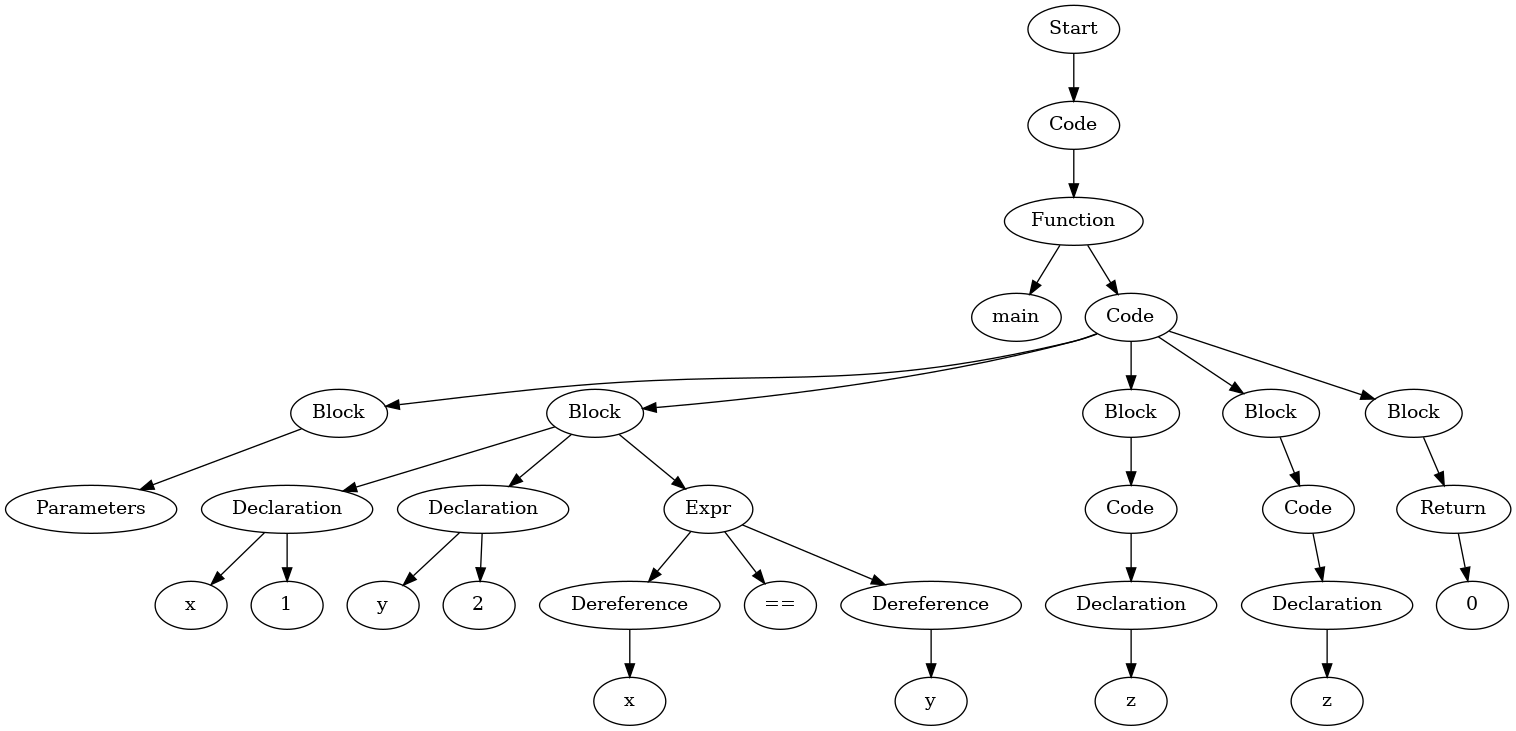 Start
Code
Function
main
Code
Block
Block
Block
Block
Block
Parameters
Declaration
Declaration
Expr
Code
Code
Return
x
1
y
2
Dereference
==
Dereference
Declaration
Declaration
0
x
y
z
z